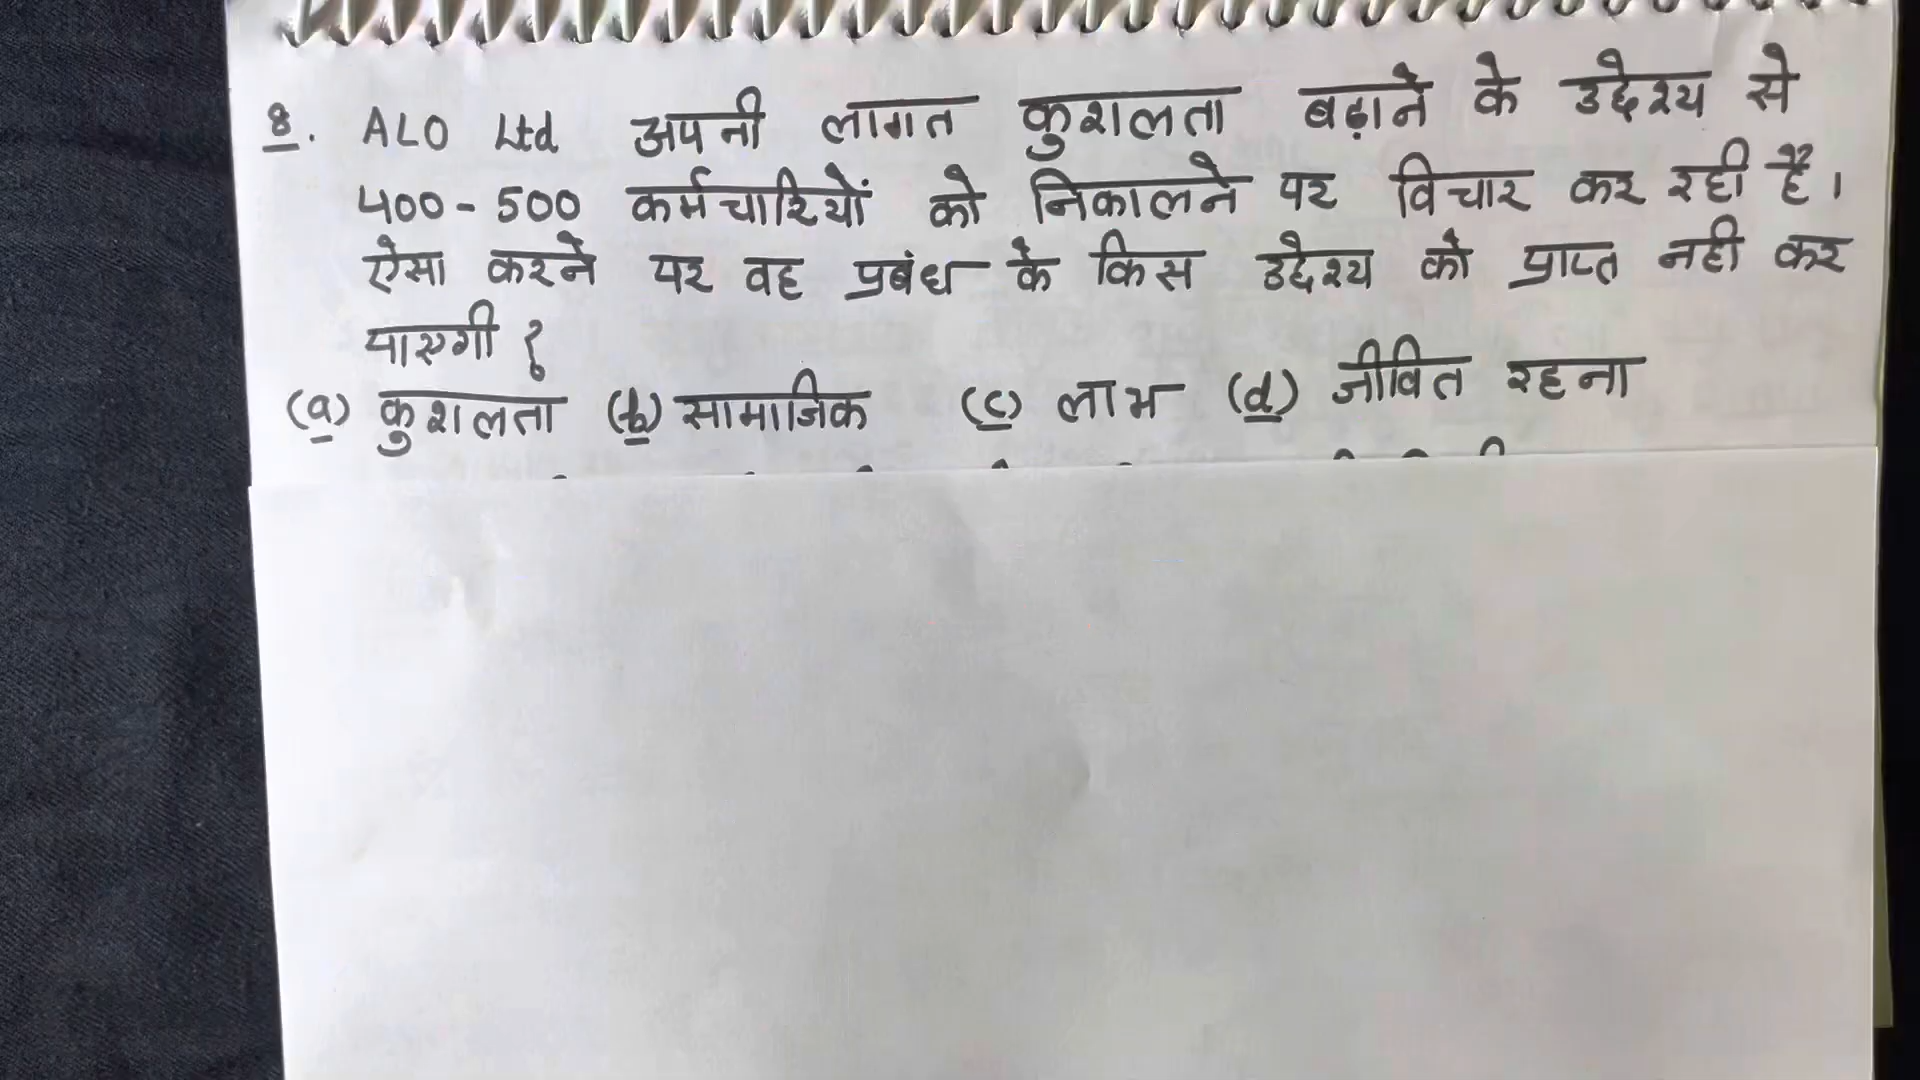 8. ALO Ltd अपनी लागत कुशलता बढ़ाने के उद्देश्य से
400-500 कर्मचारियों को निकालने पर विचार कर रही है।
ऐसा करने पर वह प्रबंध के किस उद्देश्य को प्राप्त नही कर
पाएगी ?
(a) कुशलता (b) सामाजिक (c) लाभ (d) जीवित रहना